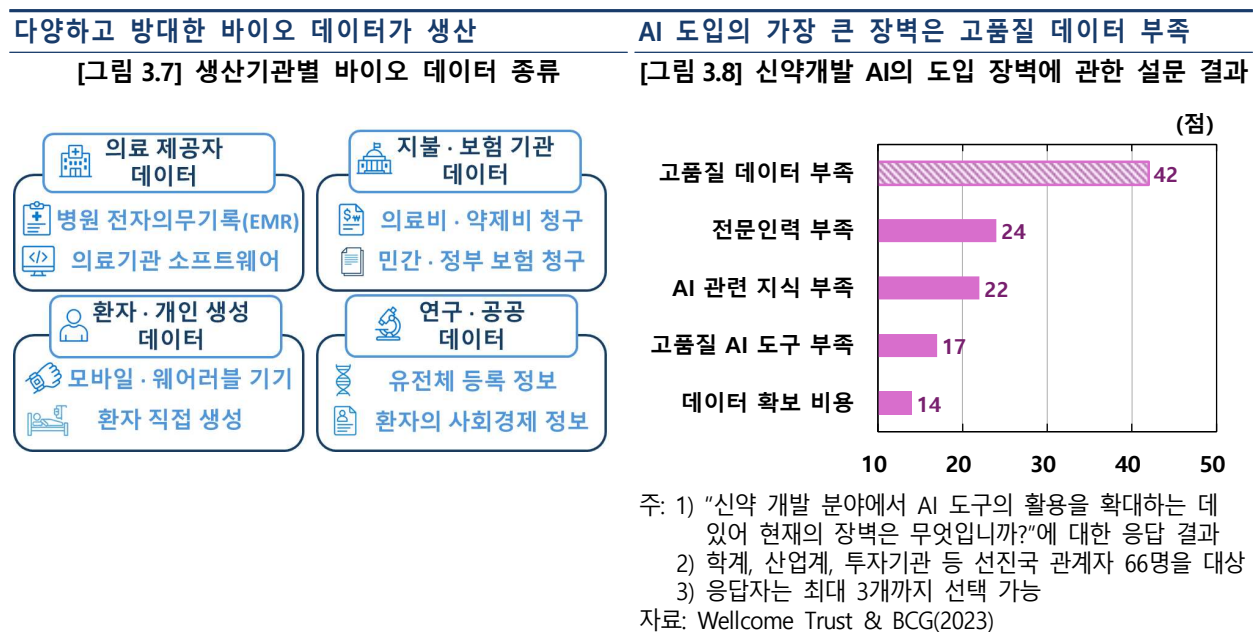 다양하고 방대한 바이오 데이터가 생산
[그림 3.7] 생산기관별 바이오 데이터 종류
의료 제공자
데이터
병원 전자의무기록(EMR)
의료기관 소프트웨어
지불·보험 기관
데이터
의료비·약제비 청구
민간·정부 보험 청구
환자·개인 생성
데이터
모바일·웨어러블 기기
환자 직접 생성
연구·공공
데이터
유전체 등록 정보
환자의 사회경제 정보
AI 도입의 가장 큰 장벽은 고품질 데이터 부족
[그림 3.8] 신약개발 AI의 도입 장벽에 관한 설문 결과
(점)
고품질 데이터 부족 42
전문인력 부족 24
AI 관련 지식 부족 22
고품질 AI 도구 부족 17
데이터 확보 비용 14
10 20 30 40 50
주: 1) "신약 개발 분야에서 AI 도구의 활용을 확대하는 데
있어 현재의 장벽은 무엇입니까?"에 대한 응답 결과
2) 학계, 산업계, 투자기관 등 선진국 관계자 66명을 대상
3) 응답자는 최대 3개까지 선택 가능
자료: Wellcome Trust & BCG(2023)